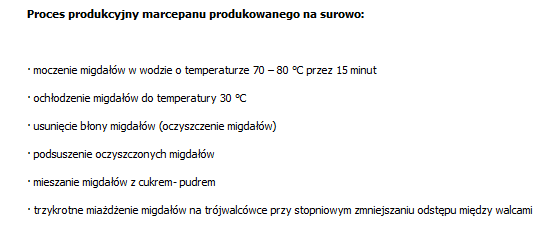 Proces produkcyjny marcepanu produkowanego na surowo:
· moczenie migdałów w wodzie o temperaturze 70 – 80 °C przez 15 minut
· ochłodzenie migdałów do temperatury 30 °C
· usunięcie błony migdałów (oczyszczenie migdałów)
· podsuszenie oczyszczonych migdałów
· mieszanie migdałów z cukrem- pudrem
· trzykrotne miażdżenie migdałów na trójwalcówce przy stopniowym zmniejszaniu odstępu między walcami